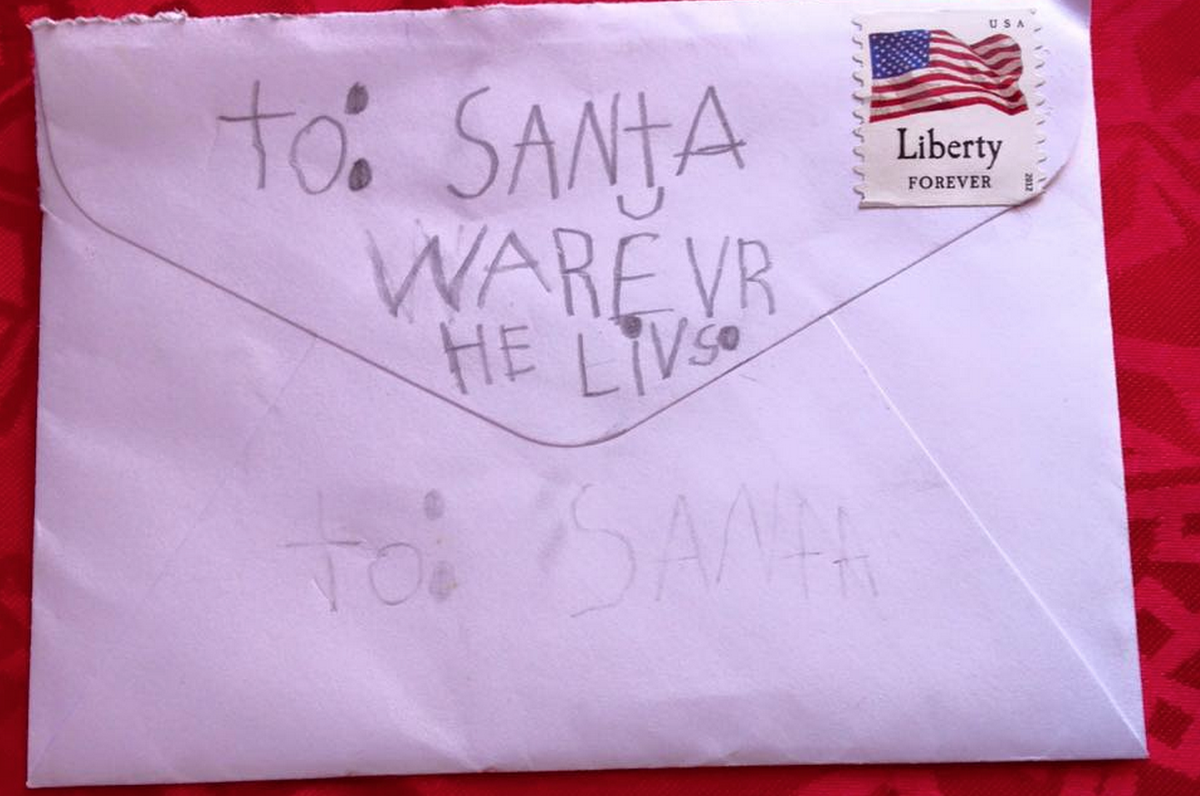 USA
to: SANtA
Liberty
FOREVER
2012
WAREVR
HE LiVs.
to: SANtA